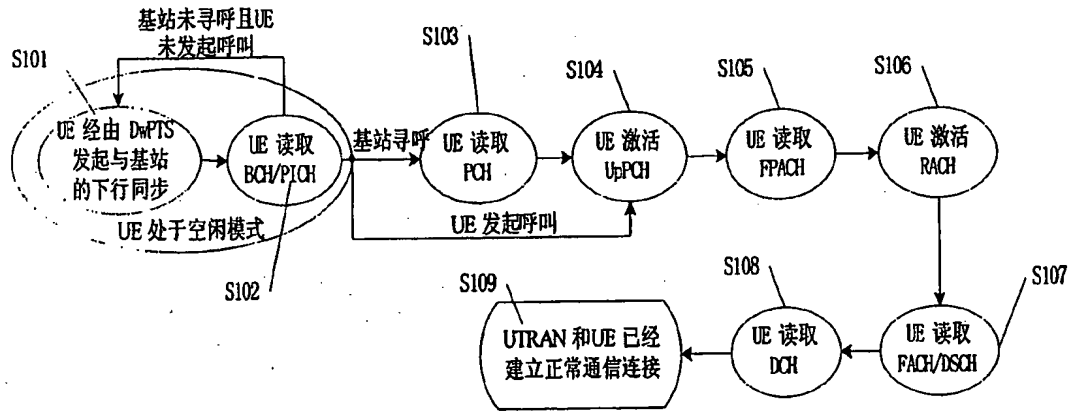 基站未寻呼且UE
未发起呼叫
S101
S103
S104
S105
S106
UE 经由 DwPTS
发起与基站
的下行同步
UE 读取
BCH/PICH
基站寻呼
UE 读取
PCH
UE 激活
UpPCH
UE 读取
FPACH
UE 激活
RACH
UE 处于空闲模式
UE 发起呼叫
S102
S109
S108
S107
UTRAN 和UE 已经
建立正常通信连接
UE 读取
DCH
UE 读取
FACH/DSCH